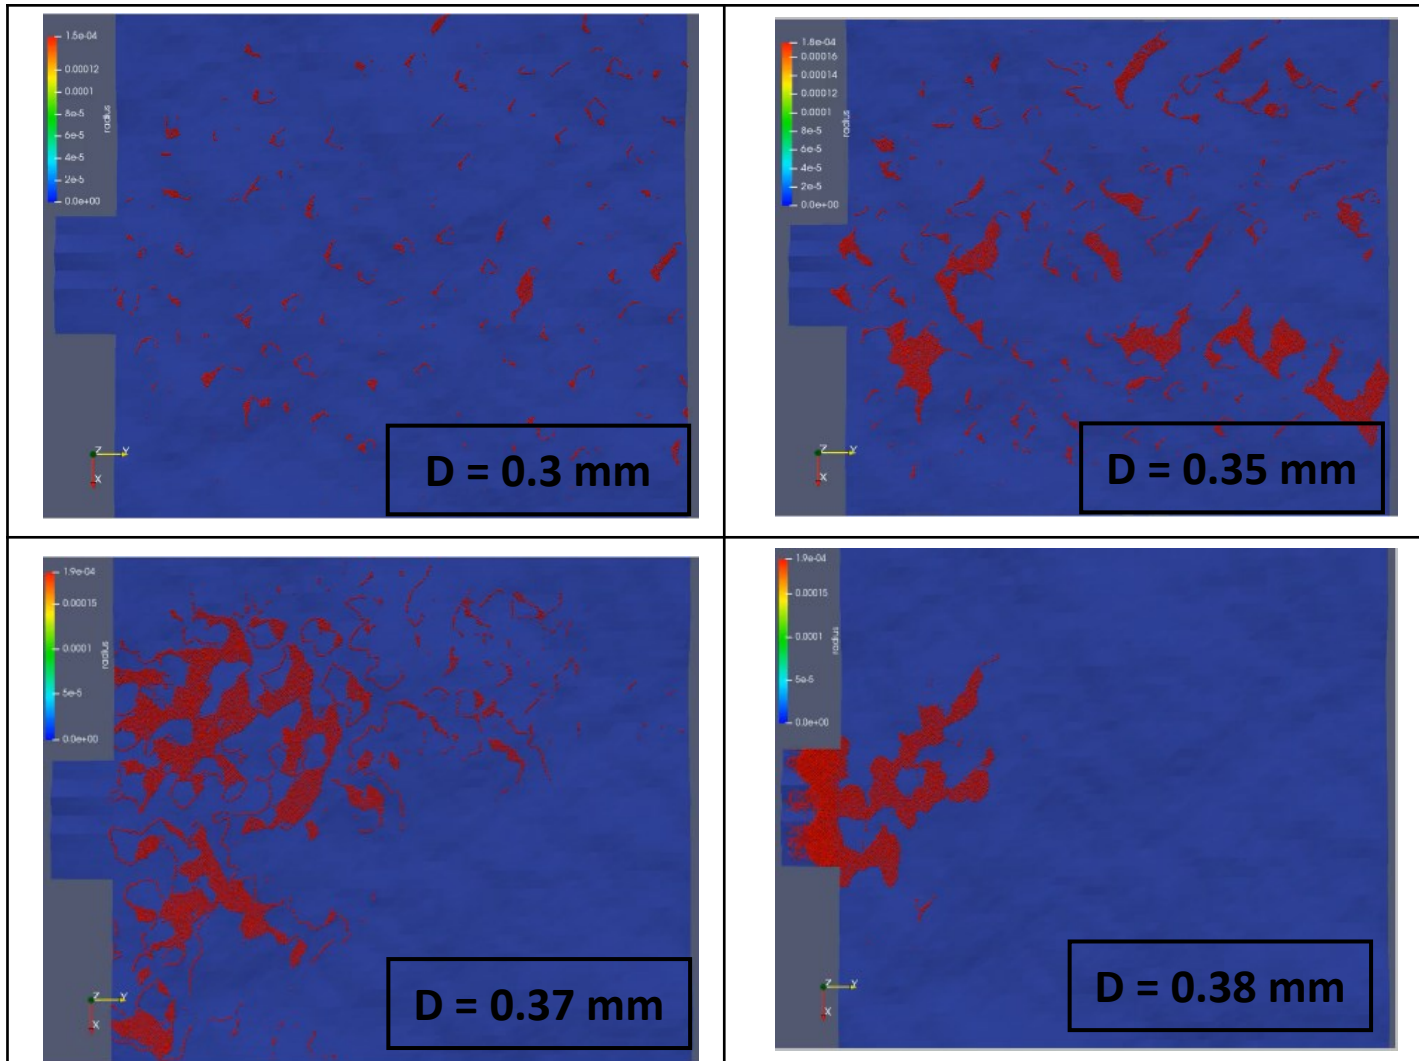 1.5e-04
0.00012
0.0001
8e-5
6e-5
4e-5
2e-5
0.0e+00
radius
Z
Y
X
D = 0.3 mm
1.8e-04
0.00016
0.00014
0.00012
0.0001
8e-5
6e-5
4e-5
2e-5
0.0e+00
radius
Z
Y
X
D = 0.35 mm
1.9e-04
0.00015
0.0001
5e-5
0.0e+00
radius
Z
Y
X
D = 0.37 mm
1.9e-04
0.00015
0.0001
5e-5
0.0e+00
radius
Z
Y
X
D = 0.38 mm